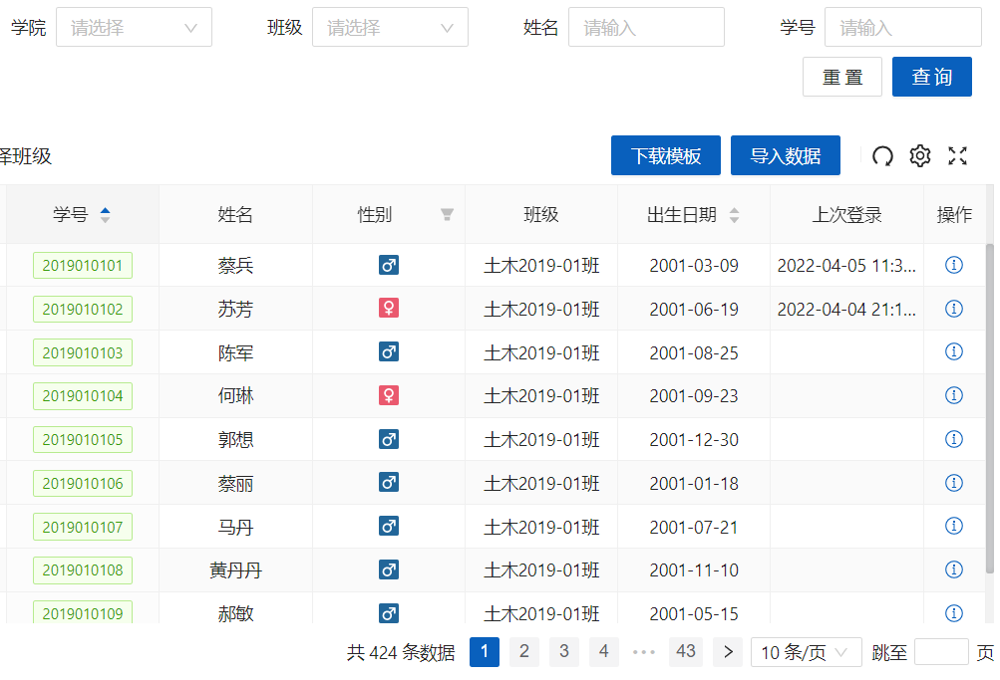 学院 请选择 班级 请选择 姓名 请输入 学号 请输入
重置 查询
择班级 下载模板 导入数据
学号 姓名 性别 班级 出生日期 上次登录 操作
2019010101 蔡兵 土木2019-01班 2001-03-09 2022-04-05 11:3...
2019010102 苏芳 土木2019-01班 2001-06-19 2022-04-04 21:1...
2019010103 陈军 土木2019-01班 2001-08-25
2019010104 何琳 土木2019-01班 2001-09-23
2019010105 郭想 土木2019-01班 2001-12-30
2019010106 蔡丽 土木2019-01班 2001-01-18
2019010107 马丹 土木2019-01班 2001-07-21
2019010108 黄丹丹 土木2019-01班 2001-11-10
2019010109 郝敏 土木2019-01班 2001-05-15
共 424 条数据 1 2 3 4 ••• 43 > 10 条/页 跳至 页